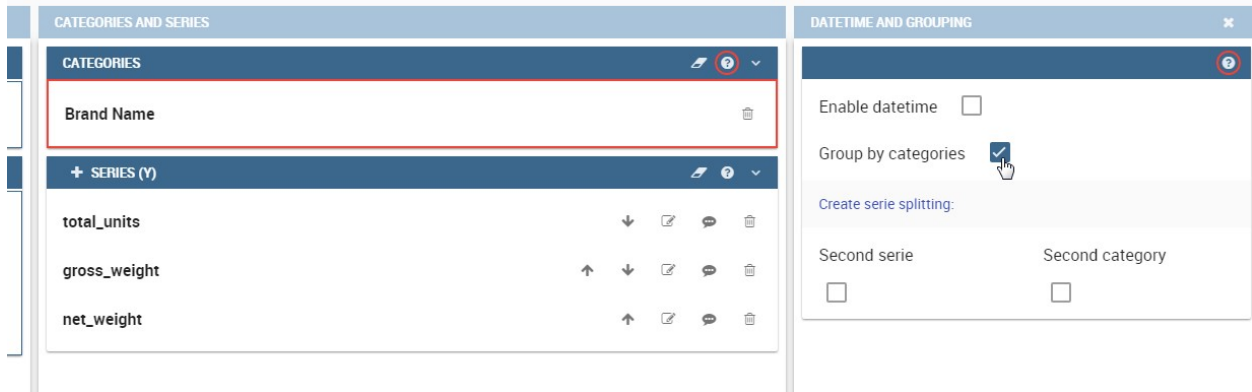 CATEGORIES AND SERIES
CATEGORIES
Brand Name
+ SERIES (Y)
total_units
gross_weight
net_weight
DATETIME AND GROUPING
Enable datetime
Group by categories
Create serie splitting:
Second serie Second category